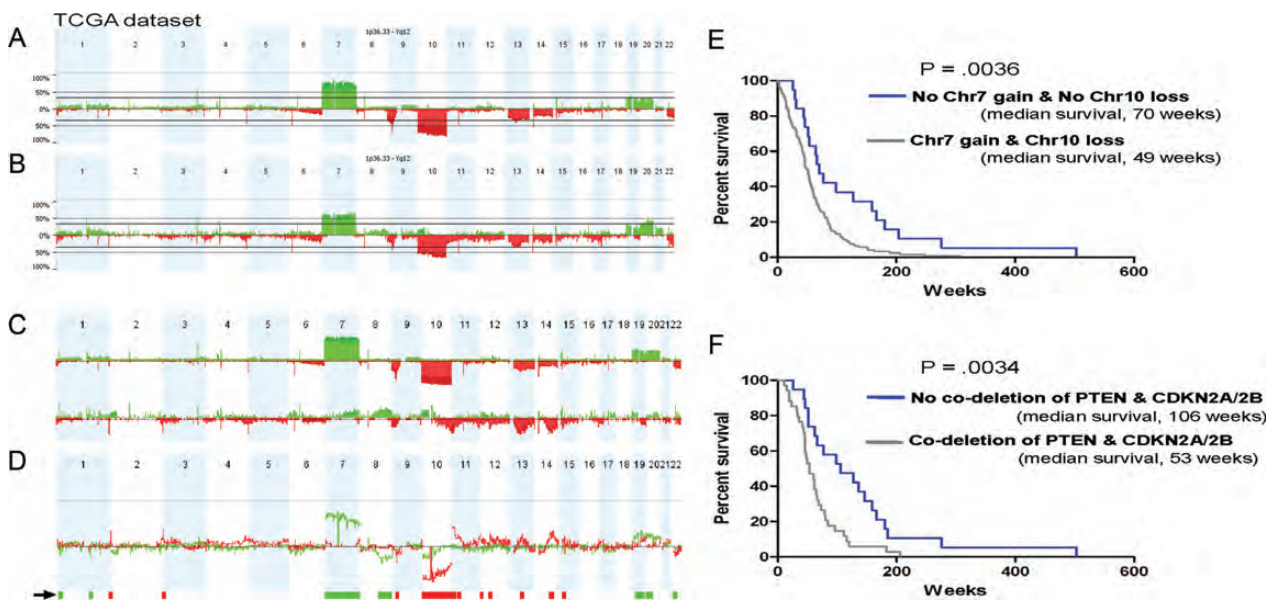 TCGA dataset
A
1p36.33 - Yq12
1 2 3 4 5 6 7 8 9 10 11 12 13 14 15 16 17 18 19 20 21 22
100%
50%
0%
50%
100%
B
1p36.33 - Yq12
1 2 3 4 5 6 7 8 9 10 11 12 13 14 15 16 17 18 19 20 21 22
100%
50%
0%
50%
100%
C
1 2 3 4 5 6 7 8 9 10 11 12 13 14 15 16 17 18 19 202122
D
1 2 3 4 5 6 7 8 9 10 11 12 13 14 15 16 17 18 19 202122
E
P = .0036
No Chr7 gain & No Chr10 loss
(median survival, 70 weeks)
Chr7 gain & Chr10 loss
(median survival, 49 weeks)
Percent survival
100
80
60
40
20
0
0 200 400 600
Weeks
F
P = .0034
No co-deletion of PTEN & CDKN2A/2B
(median survival, 106 weeks)
Co-deletion of PTEN & CDKN2A/2B
(median survival, 53 weeks)
Percent survival
100
80
60
40
20
0
0 200 400 600
Weeks